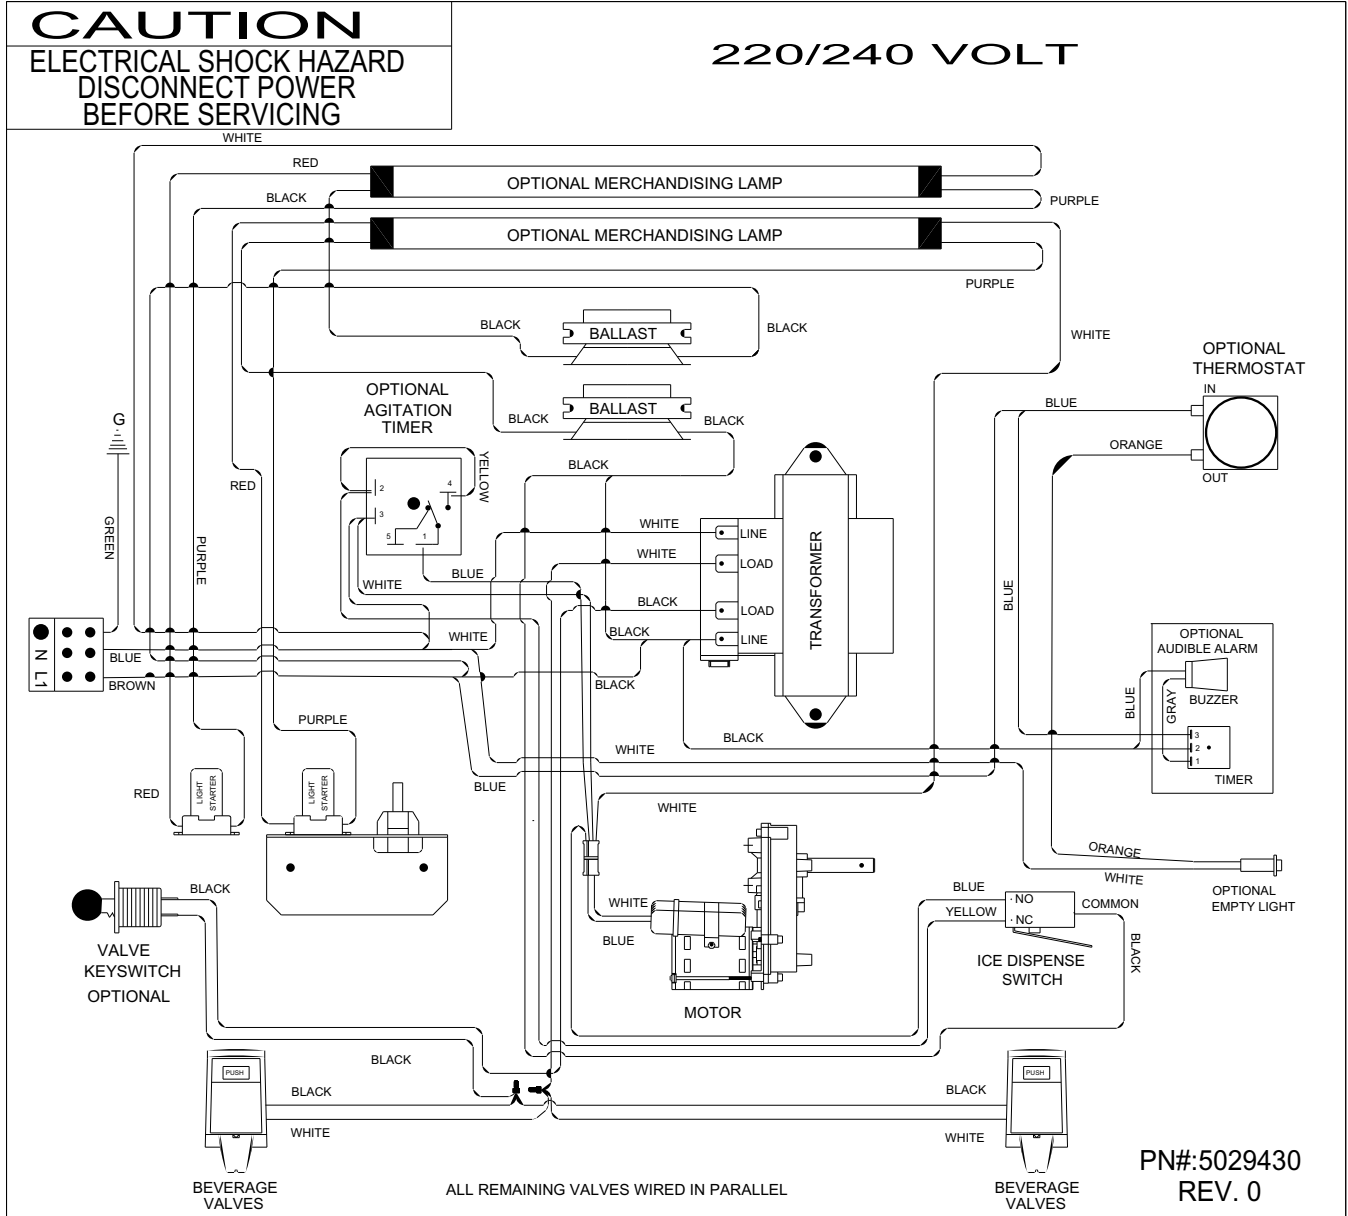 CAUTION
ELECTRICAL SHOCK HAZARD
DISCONNECT POWER
BEFORE SERVICING
220/240 VOLT
WHITE
RED
OPTIONAL MERCHANDISING LAMP
BLACK
PURPLE
OPTIONAL MERCHANDISING LAMP
PURPLE
BLACK
BALLAST
BLACK
WHITE
OPTIONAL
THERMOSTAT
IN
OUT
OPTIONAL
AGITATION
TIMER
BLACK
BALLAST
BLACK
BLUE
ORANGE
G
YELLOW
BLACK
RED
2
4
3
5
1
GREEN
PURPLE
WHITE
LINE
WHITE
LOAD
BLACK
LOAD
BLACK
LINE
TRANSFORMER
BLUE
WHITE
WHITE
BLUE
N
L1
BLUE
BROWN
BLACK
OPTIONAL
AUDIBLE ALARM
BUZZER
BLUE
GRAY
3
2
1
TIMER
PURPLE
BLACK
WHITE
BLUE
RED
LIGHT
STARTER
LIGHT
STARTER
WHITE
ORANGE
WHITE
OPTIONAL
EMPTY LIGHT
BLACK
VALVE
KEYSWITCH
OPTIONAL
WHITE
BLUE
MOTOR
BLUE
YELLOW
NO
NC
COMMON
BLACK
ICE DISPENSE
SWITCH
BLACK
PUSH
BLACK
WHITE
BEVERAGE
VALVES
BLACK
WHITE
PUSH
BEVERAGE
VALVES
ALL REMAINING VALVES WIRED IN PARALLEL
PN#:5029430
REV. 0